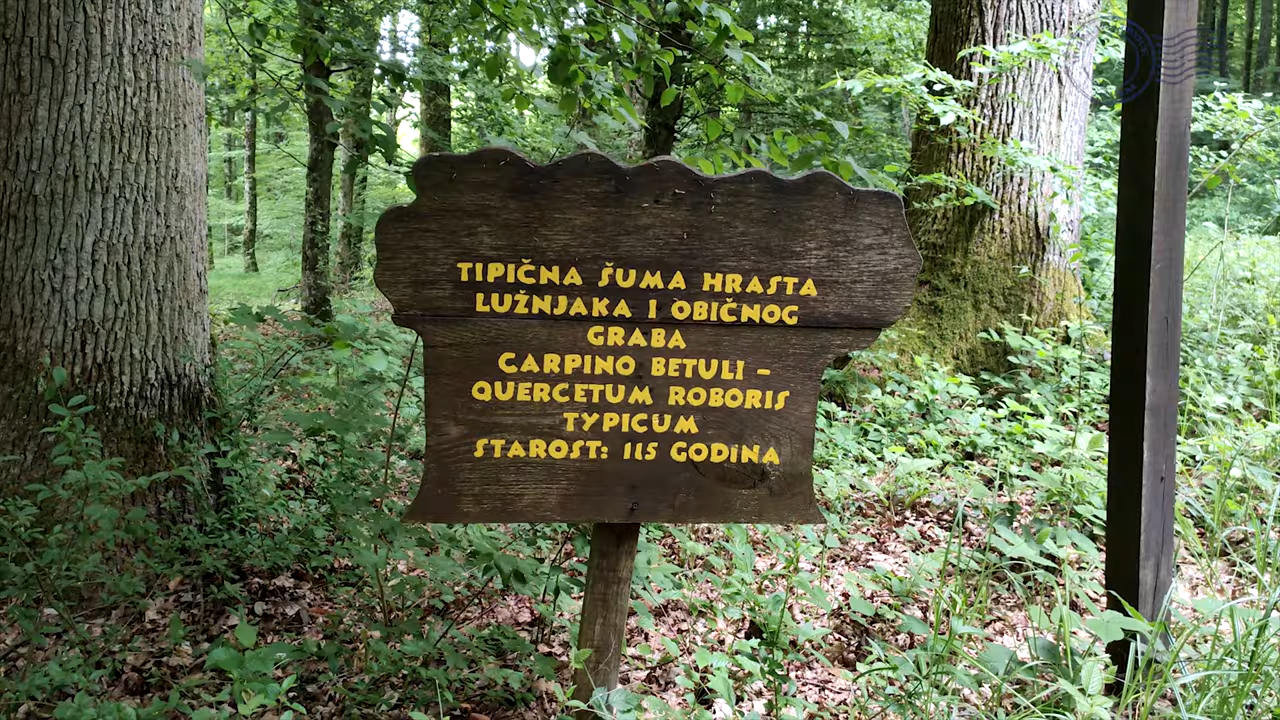 TIPIČNA ŠUMA HRASTA
LUŽNJAKA I OBIČNOG
GRABA
CARPINO BETULI –
QUERCETUM ROBORIS
TYPICUM
STAROST: 115 GODINA